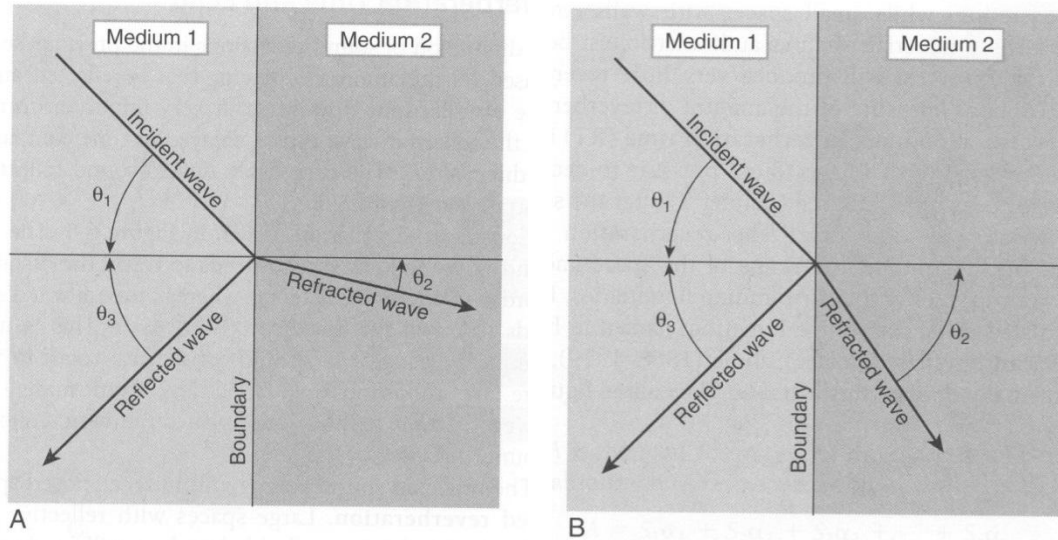 Medium 1
Medium 2
Incident wave
θ1
θ2
Refracted wave
θ3
Reflected wave
Boundary
A
Medium 1
Medium 2
Incident wave
θ1
θ3
θ2
Reflected wave
Refracted wave
Boundary
B